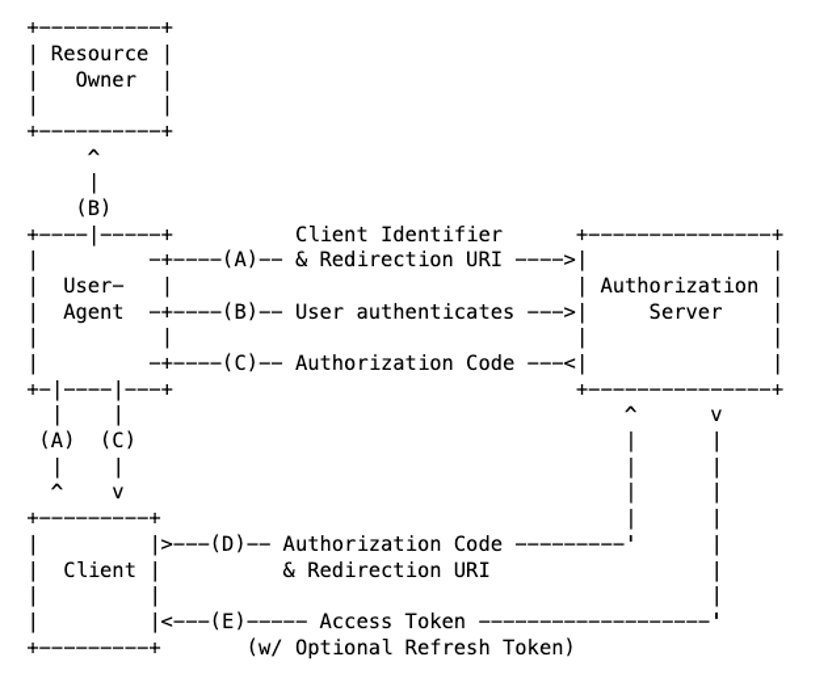 +----------+
| Resource |
|   Owner  |
|          |
+----------+
     ^
     |
    (B)
+----|-----+          Client Identifier      +---------------+
|         -+----(A)-- & Redirection URI ---->|               |
|  User-   |                                 | Authorization |
|  Agent  -+----(B)-- User authenticates --->|     Server    |
|          |                                 |               |
|         -+----(C)-- Authorization Code ---<|               |
+-|----|---+                                 +---------------+
  |    |                                         ^      v
 (A)  (C)                                        |      |
  |    |                                         |      |
  ^    v                                         |      |
+---------+                                      |      |
|         |>---(D)-- Authorization Code ---------'      |
|  Client |          & Redirection URI                  |
|         |                                             |
|         |<---(E)----- Access Token -------------------'
+---------+       (w/ Optional Refresh Token)